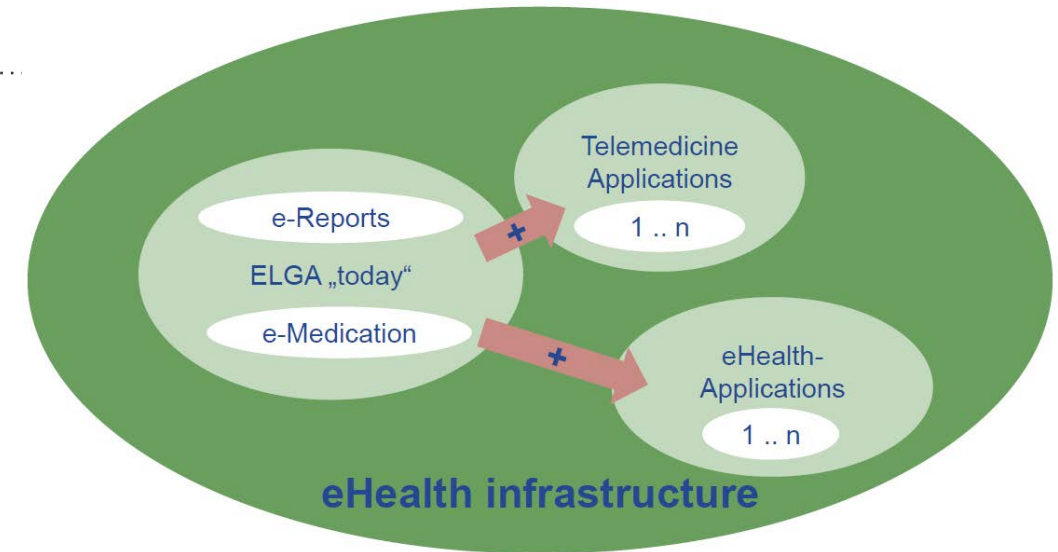 ...
Telemedicine
Applications
1 .. n
e-Reports
ELGA „today“
e-Medication
+
+
eHealth-
Applications
1 .. n
eHealth infrastructure